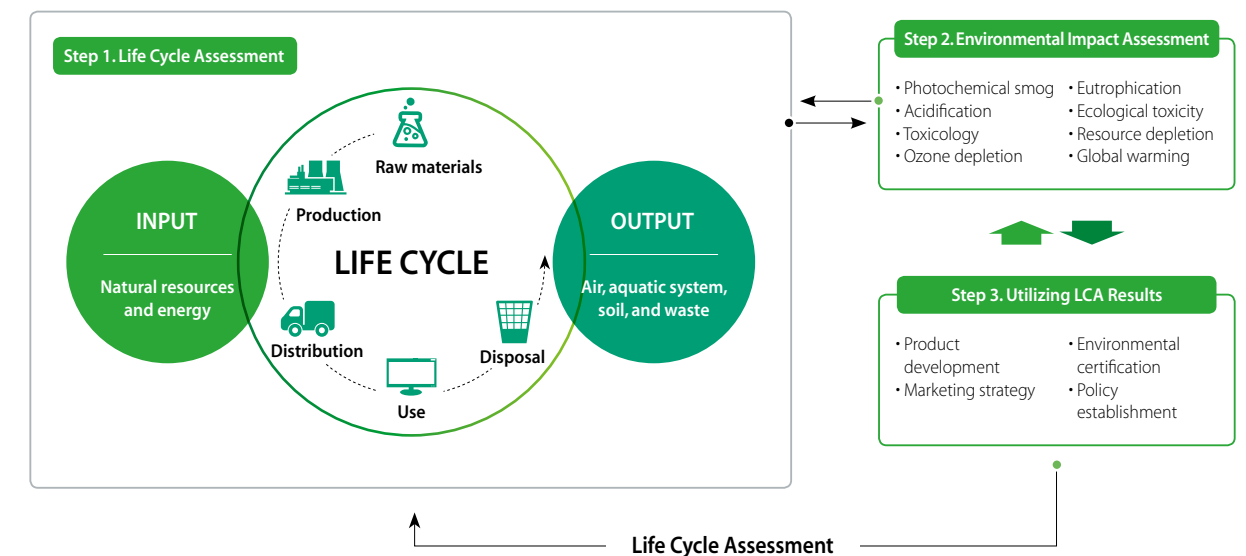 Step 1. Life Cycle Assessment
Raw materials
Production
INPUT
Natural resources
and energy
LIFE CYCLE
OUTPUT
Air, aquatic system,
soil, and waste
Distribution
Disposal
Use
Step 2. Environmental Impact Assessment
• Photochemical smog
• Acidification
• Toxicology
• Ozone depletion
• Eutrophication
• Ecological toxicity
• Resource depletion
• Global warming
Step 3. Utilizing LCA Results
• Product
development
• Marketing strategy
• Environmental
certification
• Policy
establishment
Life Cycle Assessment